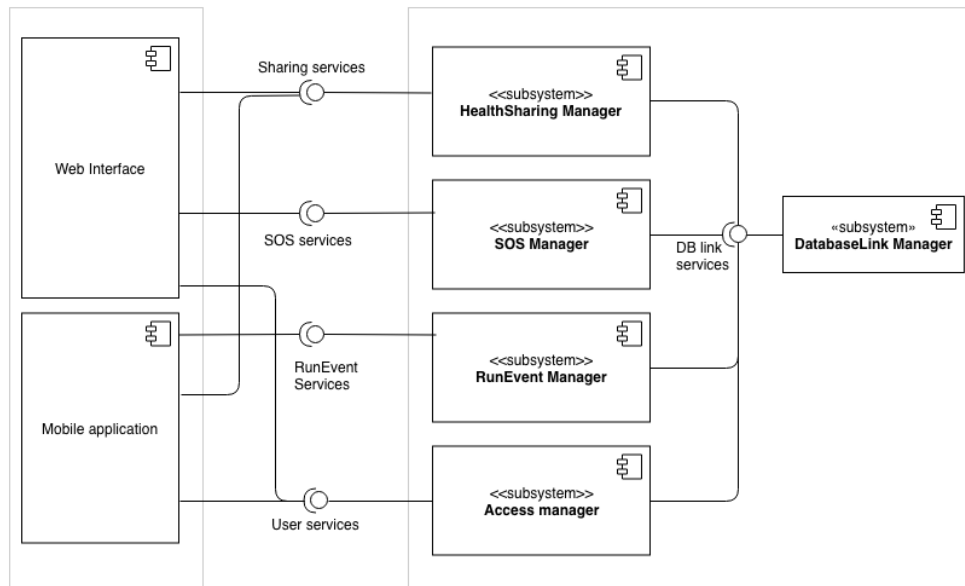 Web Interface
Mobile application
Sharing services
SOS services
RunEvent
Services
User services
<<subsystem>>
HealthSharing Manager
<<subsystem>>
SOS Manager
<<subsystem>>
RunEvent Manager
<<subsystem>>
Access manager
DB link
services
«subsystem»
DatabaseLink Manager